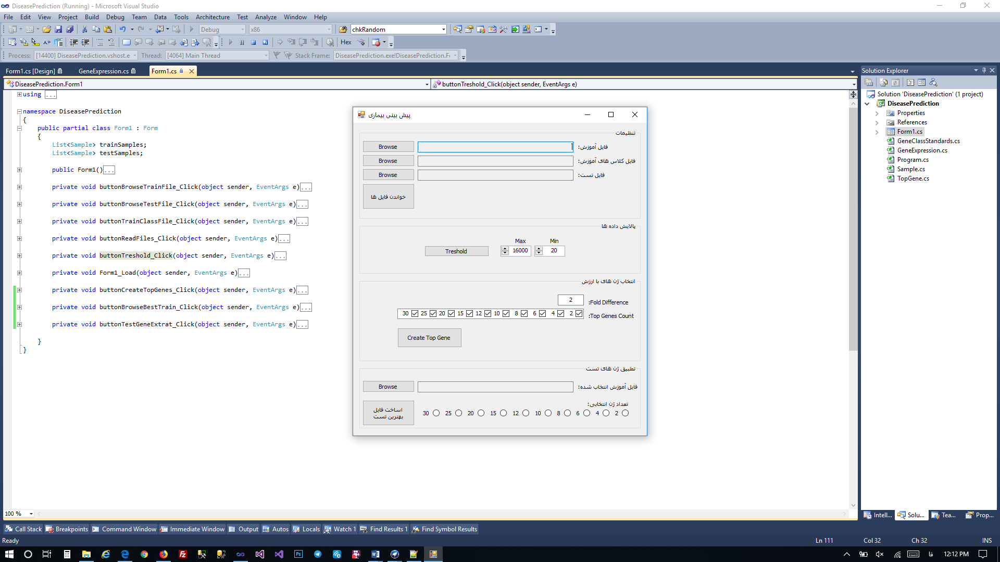 DiseasePrediction (Running) - Microsoft Visual Studio
File Edit View Project Build Debug Team Data Tools Architecture Test Analyze Window Help
Debug x86 chkRandom
Hex
Process: [14400] DiseasePrediction.vshost.e Thread: [4064] Main Thread Stack Frame: DiseasePrediction.exe!DiseasePrediction.F
Form1.cs [Design] GeneExpression.cs Form1.cs
DiseasePrediction.Form1 buttonTreshold_Click(object sender, EventArgs e)
using ...
namespace DiseasePrediction
{
public partial class Form1 : Form
{
List<Sample> trainSamples;
List<Sample> testSamples;
public Form1()...
private void buttonBrowseTrainFile_Click(object sender, EventArgs e)...
private void buttonBrowseTestFile_Click(object sender, EventArgs e)...
private void buttonTrainClassFile_Click(object sender, EventArgs e)...
private void buttonReadFiles_Click(object sender, EventArgs e)...
private void buttonTreshold_Click(object sender, EventArgs e)...
private void Form1_Load(object sender, EventArgs e)...
private void buttonCreateTopGenes_Click(object sender, EventArgs e)...
private void buttonBrowseBestTrain_Click(object sender, EventArgs e)...
private void buttonTestGeneExtrat_Click(object sender, EventArgs e)...
}
}
پیش بینی بیماری
تنظیمات
فایل آموزش: Browse
فایل کلاس های آموزش: Browse
فایل تست: Browse
خواندن فایل ها
پالایش داده ها
Max Min
Treshold 16000 20
انتخاب ژن های با ارزش
2 :Fold Difference
30 25 20 15 12 10 8 6 4 2 :Top Genes Count
Create Top Gene
تطبیق ژن های تست
فایل آموزش انتخاب شده: Browse
تعداد ژن انتخابی:
30 25 20 15 12 10 8 6 4 2
اساخت فایل
بهترین تست
Solution Explorer
Solution 'DiseasePrediction' (1 project)
DiseasePrediction
Properties
References
Form1.cs
GeneClassStandards.cs
GeneExpression.cs
Program.cs
Sample.cs
TopGene.cs
100 %
Intell... Solu... Tea... Prop...
Call Stack Breakpoints Command Window Immediate Window Output Autos Locals Watch 1 Find Results 1 Find Symbol Results
Ready Ln 111 Col 32 Ch 32 INS
فا 12:12 PM